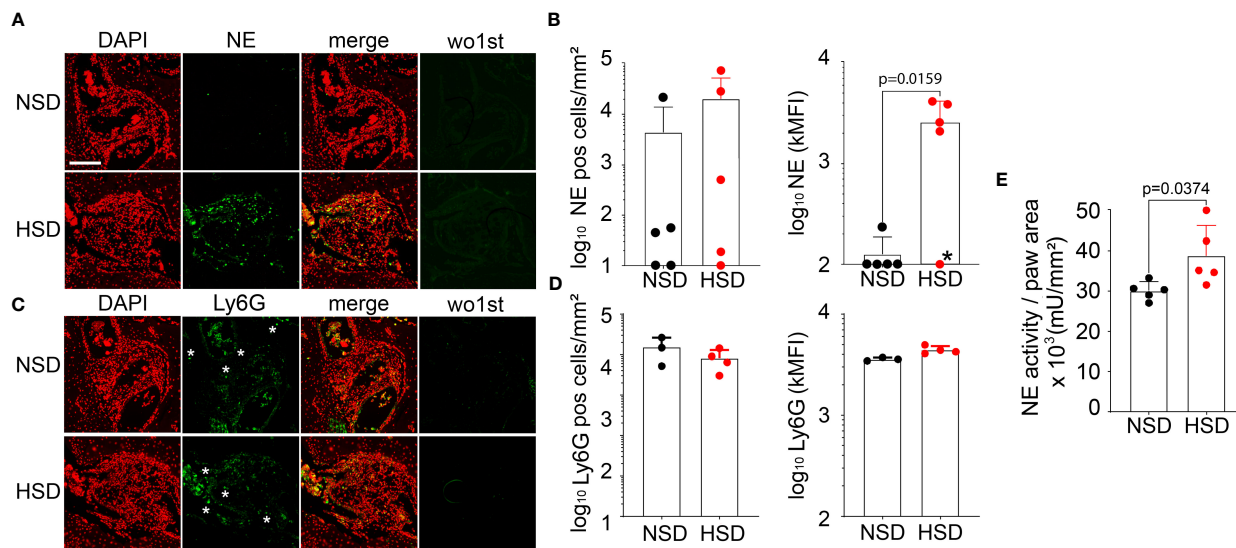 A
DAPI NE merge wo1st
NSD
HSD
C
DAPI Ly6G merge wo1st
NSD
* * * *
HSD
* * * *
B
log₁₀ NE pos cells/mm²
5
4
5
2
1
NSD HSD
log₁₀ NE (kMFI)
4
3
2
p=0.0159
*
NSD HSD
D
log₁₀ Ly6G pos cells/mm²
5
4
5
2
1
NSD HSD
log₁₀ Ly6G (kMFI)
4
3
2
NSD HSD
E
NE activity / paw area
x 10³ (mU/mm²)
50
40
30
20
10
0
p=0.0374
NSD HSD